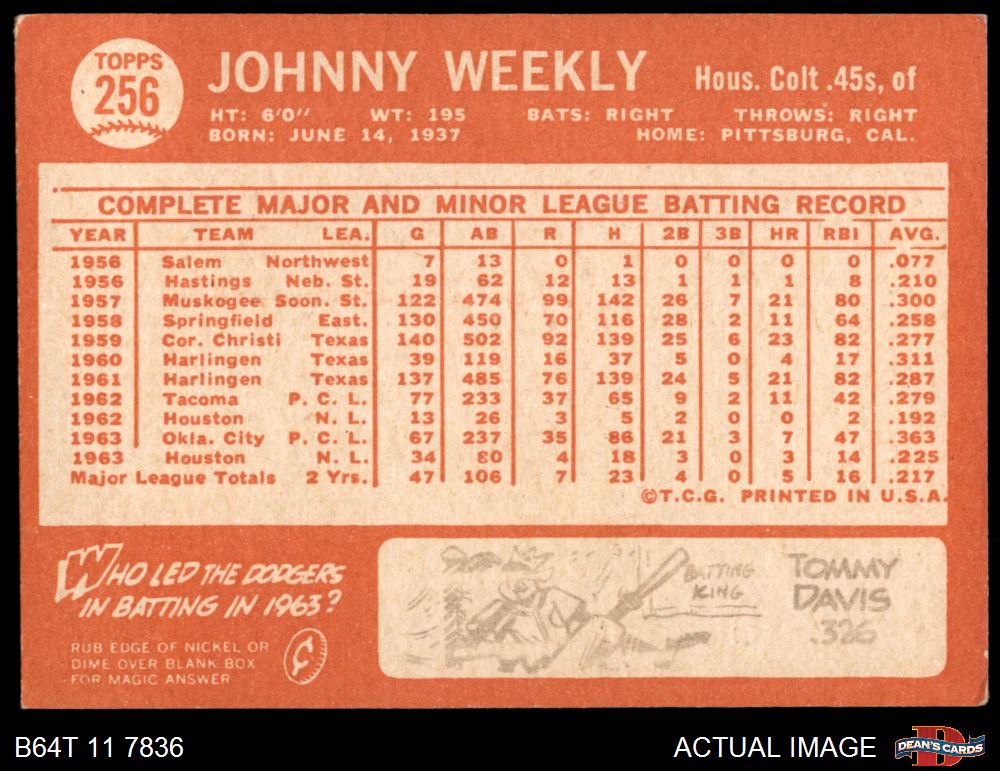 TOPPS
256
JOHNNY WEEKLY
Hous. Colt .45s, of
HT: 6'0" WT: 195 BATS: RIGHT THROWS: RIGHT
BORN: JUNE 14, 1937 HOME: PITTSBURG, CAL.
COMPLETE MAJOR AND MINOR LEAGUE BATTING RECORD
YEAR TEAM LEA. G AB R H 2B 3B HR RBI AVG.
1956 Salem Northwest 7 13 0 1 0 0 0 0 .077
1956 Hastings Neb. St. 19 62 12 13 1 1 1 8 .210
1957 Muskogee Soon. St. 122 474 99 142 26 7 21 80 .300
1958 Springfield East. 130 450 70 116 28 2 11 64 .258
1959 Cor. Christi Texas 140 502 92 139 25 6 23 82 .277
1960 Harlingen Texas 39 119 16 37 5 0 4 17 .311
1961 Harlingen Texas 137 485 76 139 24 5 21 82 .287
1962 Tacoma P. C. L. 77 233 37 65 9 2 11 42 .279
1962 Houston N. L. 13 26 3 5 2 0 0 2 .192
1963 Okla. City P. C. L. 67 237 35 86 21 3 7 47 .363
1963 Houston N. L. 34 80 4 18 3 0 3 14 .225
Major League Totals 2 Yrs. 47 106 7 23 4 0 5 16 .217
©T.C.G. PRINTED IN U.S.A.
WHO LED THE DODGERS
IN BATTING IN 1963?
RUB EDGE OF NICKEL OR
DIME OVER BLANK BOX
FOR MAGIC ANSWER
¢
BATTING
KING
TOMMY
DAVIS
.326
B64T 11 7836
ACTUAL IMAGE
DEAN'S CARDS